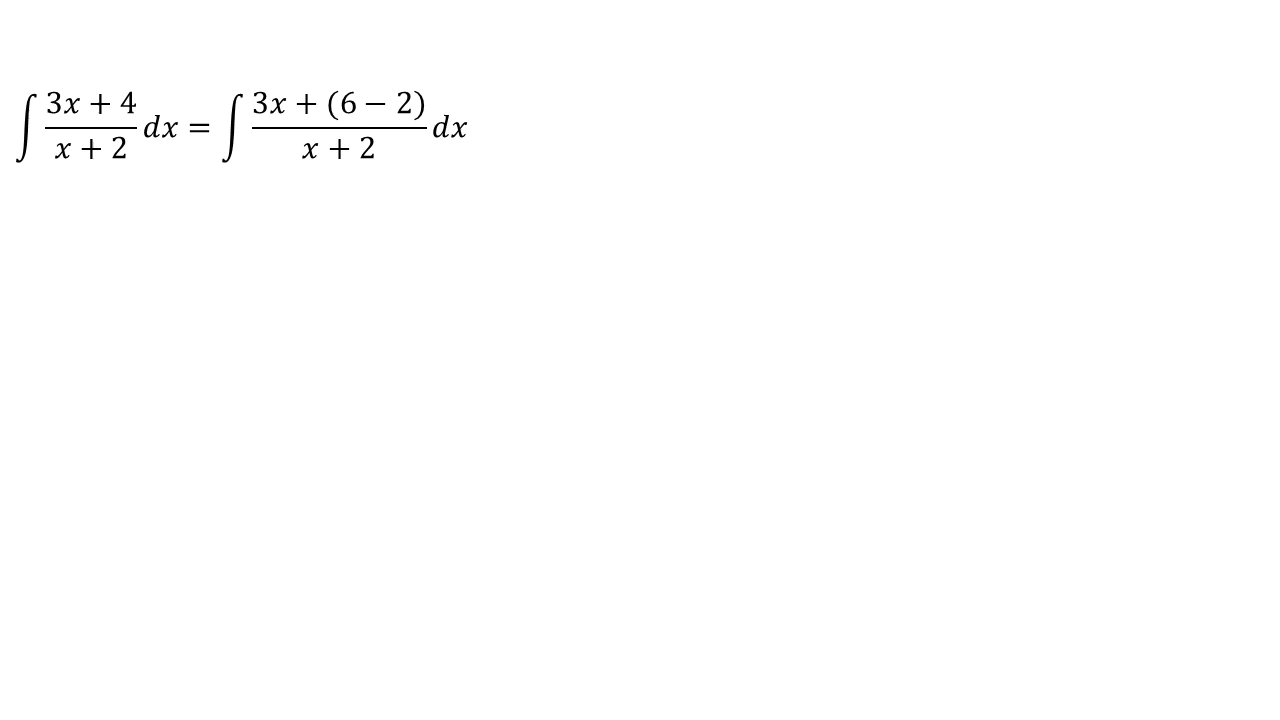 ∫ (3x + 4)/(x + 2) dx = ∫ (3x + (6 − 2))/(x + 2) dx